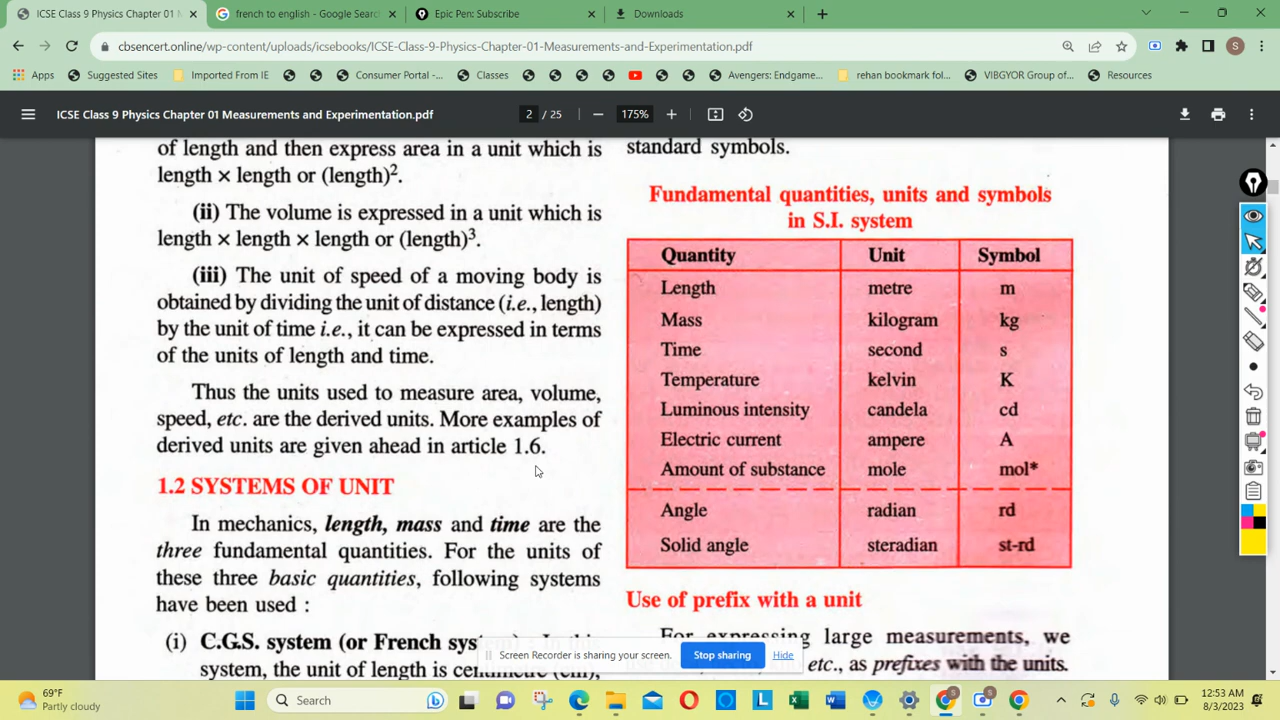 ICSE Class 9 Physics Chapter 01 M
french to english - Google Searc
Epic Pen: Subscribe
Downloads
cbsencert.online/wp-content/uploads/icsebooks/ICSE-Class-9-Physics-Chapter-01-Measurements-and-Experimentation.pdf
S
Apps
Suggested Sites
Imported From IE
Consumer Portal -...
Classes
Avengers: Endgame...
rehan bookmark fol...
VIBGYOR Group of...
Resources
ICSE Class 9 Physics Chapter 01 Measurements and Experimentation.pdf
2 / 25
175%
of length and then express area in a unit which is
length × length or (length)².
(ii) The volume is expressed in a unit which is
length × length × length or (length)³.
(iii) The unit of speed of a moving body is
obtained by dividing the unit of distance (i.e., length)
by the unit of time i.e., it can be expressed in terms
of the units of length and time.
Thus the units used to measure area, volume,
speed, etc. are the derived units. More examples of
derived units are given ahead in article 1.6.
1.2 SYSTEMS OF UNIT
In mechanics, length, mass and time are the
three fundamental quantities. For the units of
these three basic quantities, following systems
have been used :
(i) C.G.S. system (or French sys
system, the unit of length is centimetre (cm),
standard symbols.
Fundamental quantities, units and symbols
in S.I. system
Quantity Unit Symbol
Length metre m
Mass kilogram kg
Time second s
Temperature kelvin K
Luminous intensity candela cd
Electric current ampere A
Amount of substance mole mol*
Angle radian rd
Solid angle steradian st-rd
Use of prefix with a unit
For expressing large measurements, we
etc., as prefixes with the units.
Screen Recorder is sharing your screen.
Stop sharing
Hide
69°F
Partly cloudy
Search
12:53 AM
8/3/2023